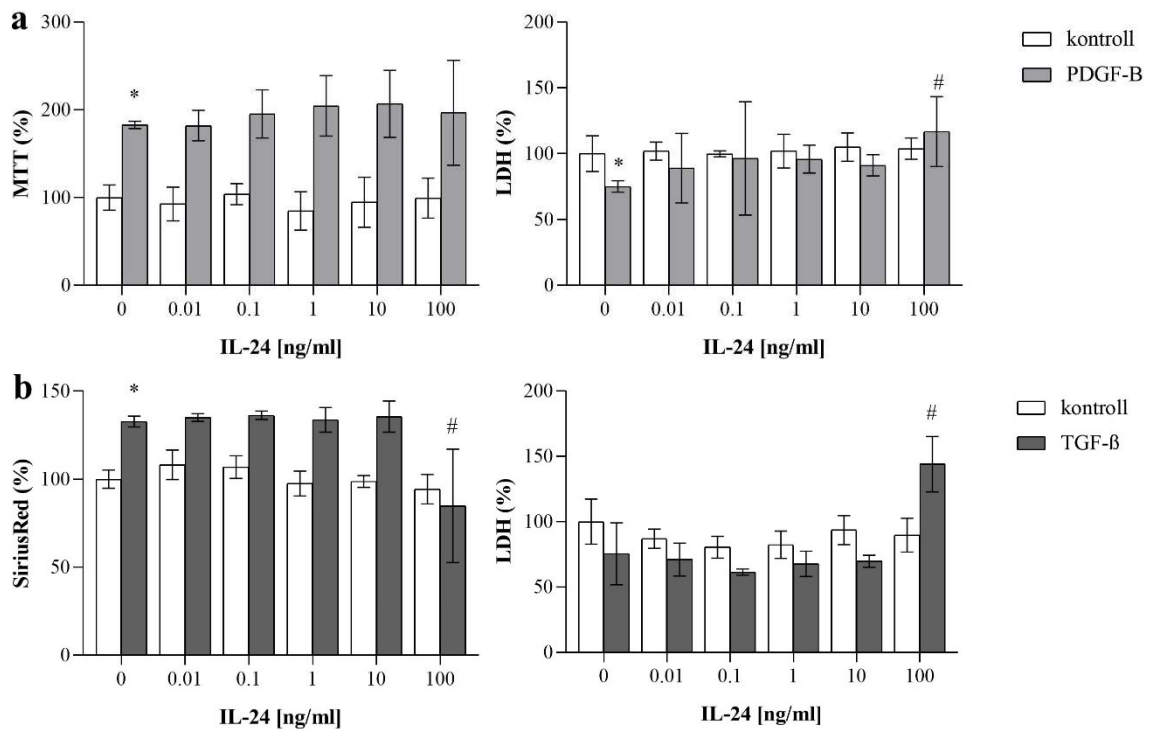 a
MTT (%)
300
200
100
0
*
0 0.01 0.1 1 10 100
IL-24 [ng/ml]
LDH (%)
200
150
100
50
0
*
#
0 0.01 0.1 1 10 100
IL-24 [ng/ml]
kontroll
PDGF-B
b
SiriusRed (%)
150
100
50
0
*
#
0 0.01 0.1 1 10 100
IL-24 [ng/ml]
LDH (%)
200
150
100
50
0
#
0 0.01 0.1 1 10 100
IL-24 [ng/ml]
kontroll
TGF-ß